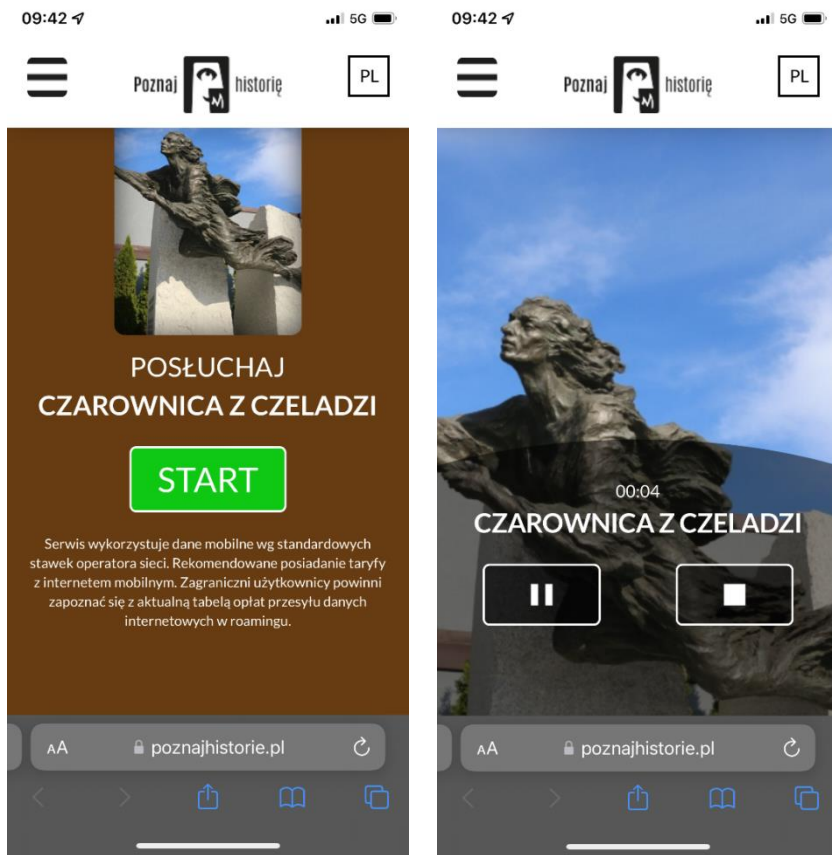 09:42
5G
Poznaj historię
PL
POSŁUCHAJ
CZAROWNICA Z CZELADZI
START
Serwis wykorzystuje dane mobilne wg standardowych
stawek operatora sieci. Rekomendowane posiadanie taryfy
z internetem mobilnym. Zagraniczni użytkownicy powinni
zapoznać się z aktualną tabelą opłat przesyłu danych
internetowych w roamingu.
AA
poznajhistorie.pl
09:42
5G
Poznaj historię
PL
00:04
CZAROWNICA Z CZELADZI
AA
poznajhistorie.pl